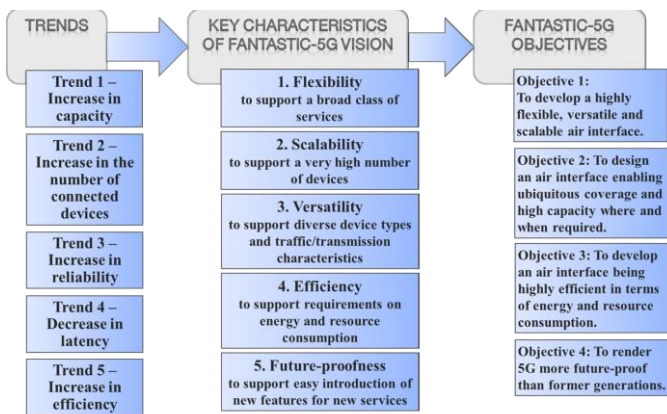 TRENDS
Trend 1 –
Increase in
capacity
Trend 2 –
Increase in the
number of
connected
devices
Trend 3 –
Increase in
reliability
Trend 4 –
Decrease in
latency
Trend 5 –
Increase in
efficiency
KEY CHARACTERISTICS
OF FANTASTIC-5G VISION
1. Flexibility
to support a broad class of
services
2. Scalability
to support a very high number
of devices
3. Versatility
to support diverse device types
and traffic/transmission
characteristics
4. Efficiency
to support requirements on
energy and resource
consumption
5. Future-proofness
to support easy introduction of
new features for new services
FANTASTIC-5G
OBJECTIVES
Objective 1:
To develop a highly
flexible, versatile and
scalable air interface.
Objective 2: To design
an air interface enabling
ubiquitous coverage and
high capacity where and
when required.
Objective 3: To develop
an air interface being
highly efficient in terms
of energy and resource
consumption.
Objective 4: To render
5G more future-proof
than former generations.